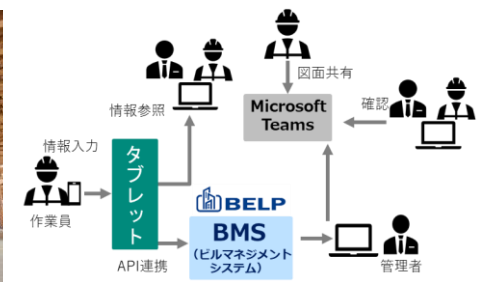 図面共有
情報参照
Microsoft
Teams
確認
情報入力
タブレット
作業員
BELP
BMS
(ビルマネジメント
システム)
API連携
管理者